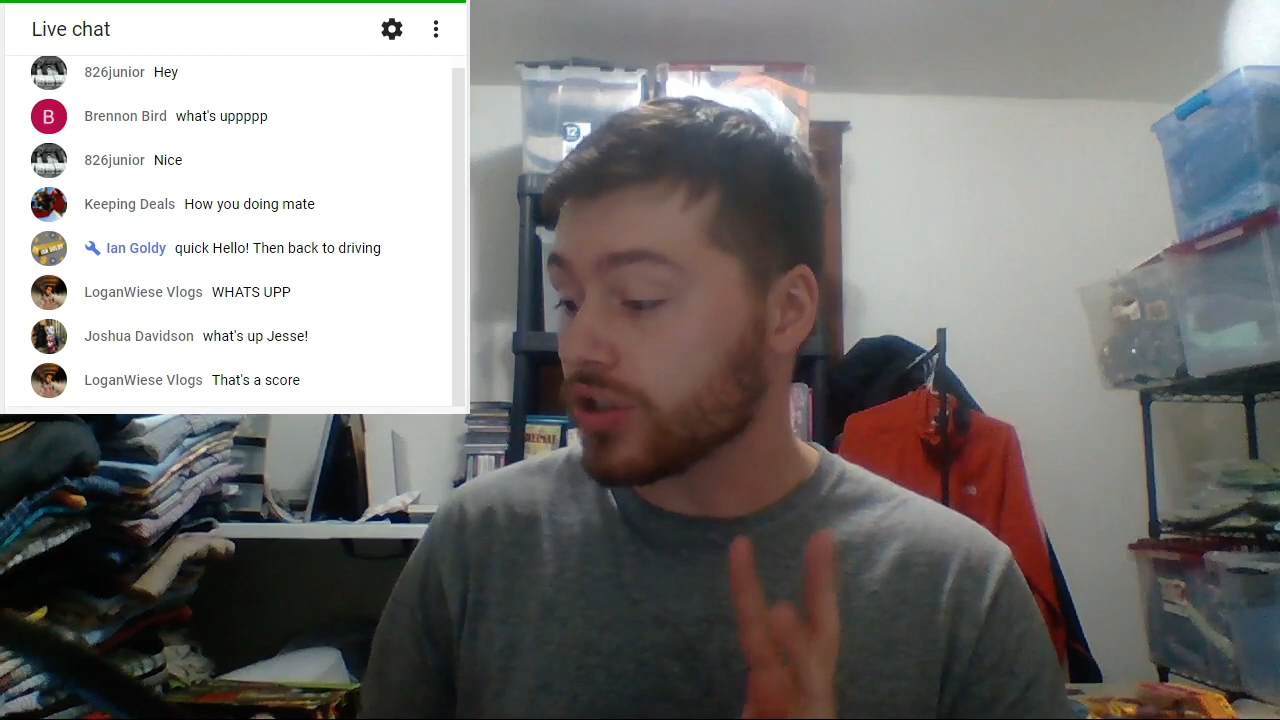 Live chat
826junior Hey
B Brennon Bird what's uppppp
826junior Nice
Keeping Deals How you doing mate
Ian Goldy quick Hello! Then back to driving
LoganWiese Vlogs WHATS UPP
Joshua Davidson what's up Jesse!
LoganWiese Vlogs That's a score
12